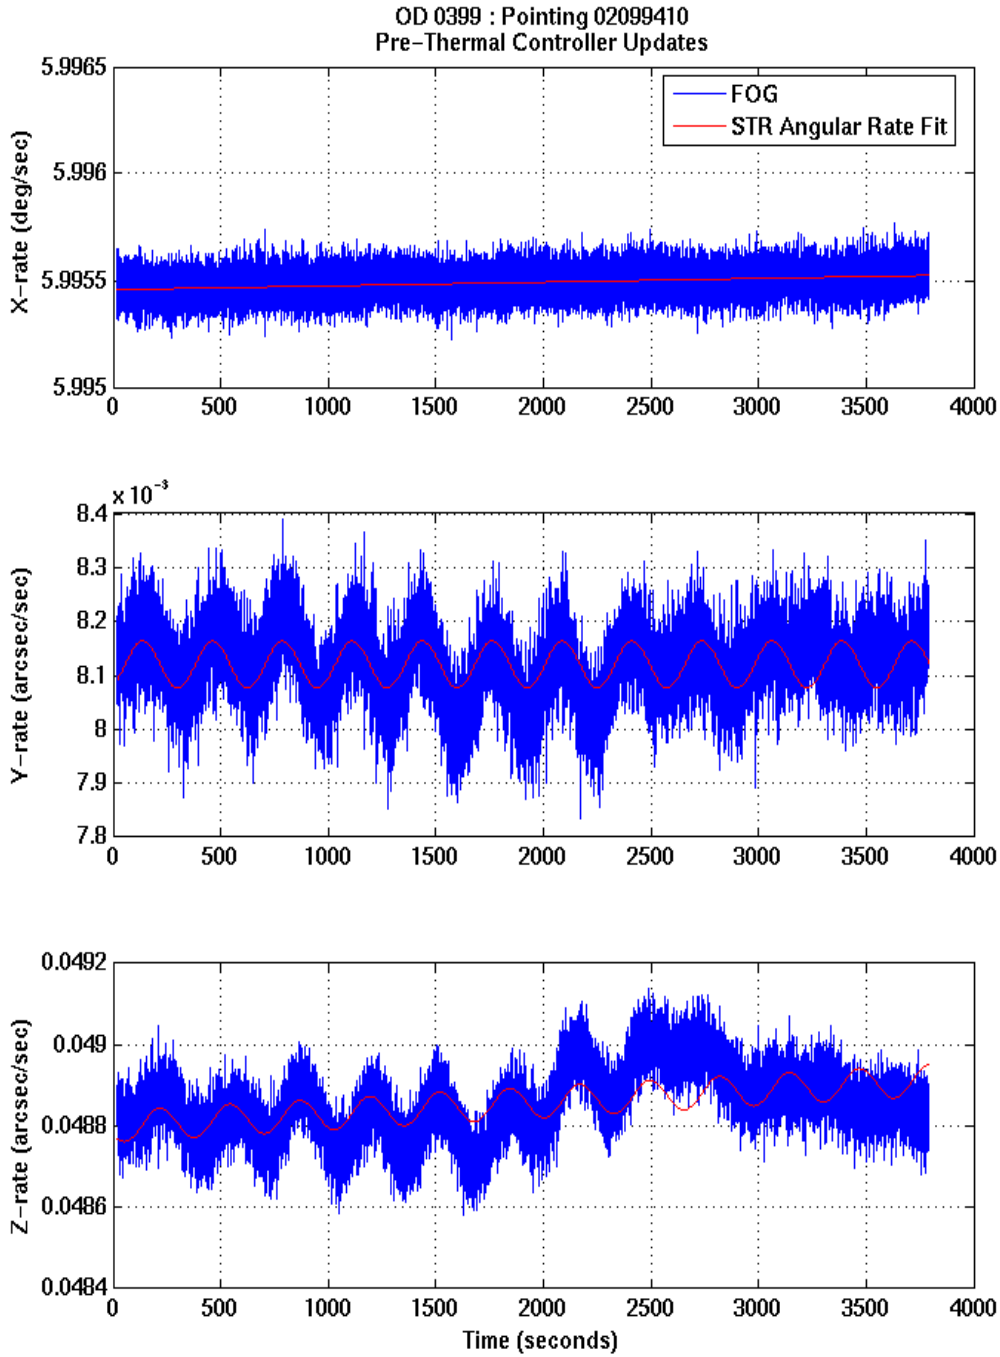 OD 0399 : Pointing 02099410
Pre-Thermal Controller Updates
5.9965
5.996
5.9955
5.995
X-rate (deg/sec)
FOG
STR Angular Rate Fit
0 500 1000 1500 2000 2500 3000 3500 4000
x 10⁻³
8.4
8.3
8.2
8.1
8
7.9
7.8
Y-rate (arcsec/sec)
0 500 1000 1500 2000 2500 3000 3500 4000
0.0492
0.049
0.0488
0.0486
0.0484
Z-rate (arcsec/sec)
0 500 1000 1500 2000 2500 3000 3500 4000
Time (seconds)